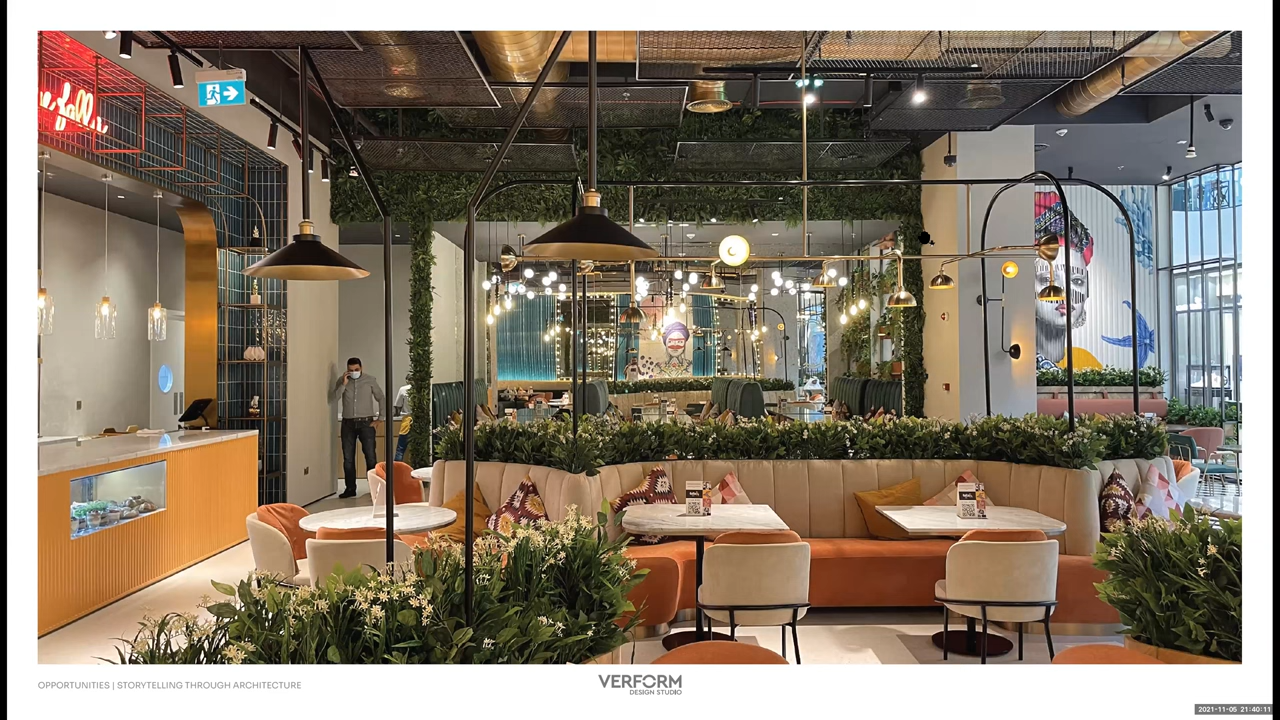 OPPORTUNITIES | STORYTELLING THROUGH ARCHITECTURE
VERFORM
DESIGN STUDIO
2021-11-05 21:40:11